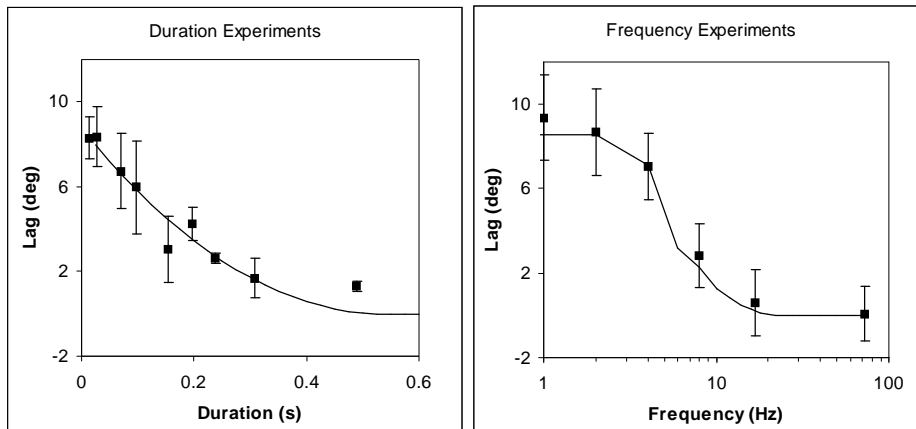 Duration Experiments
10
6
2
-2
Lag (deg)
0
0.2
0.4
0.6
Duration (s)
Frequency Experiments
10
6
2
-2
Lag (deg)
1
10
100
Frequency (Hz)